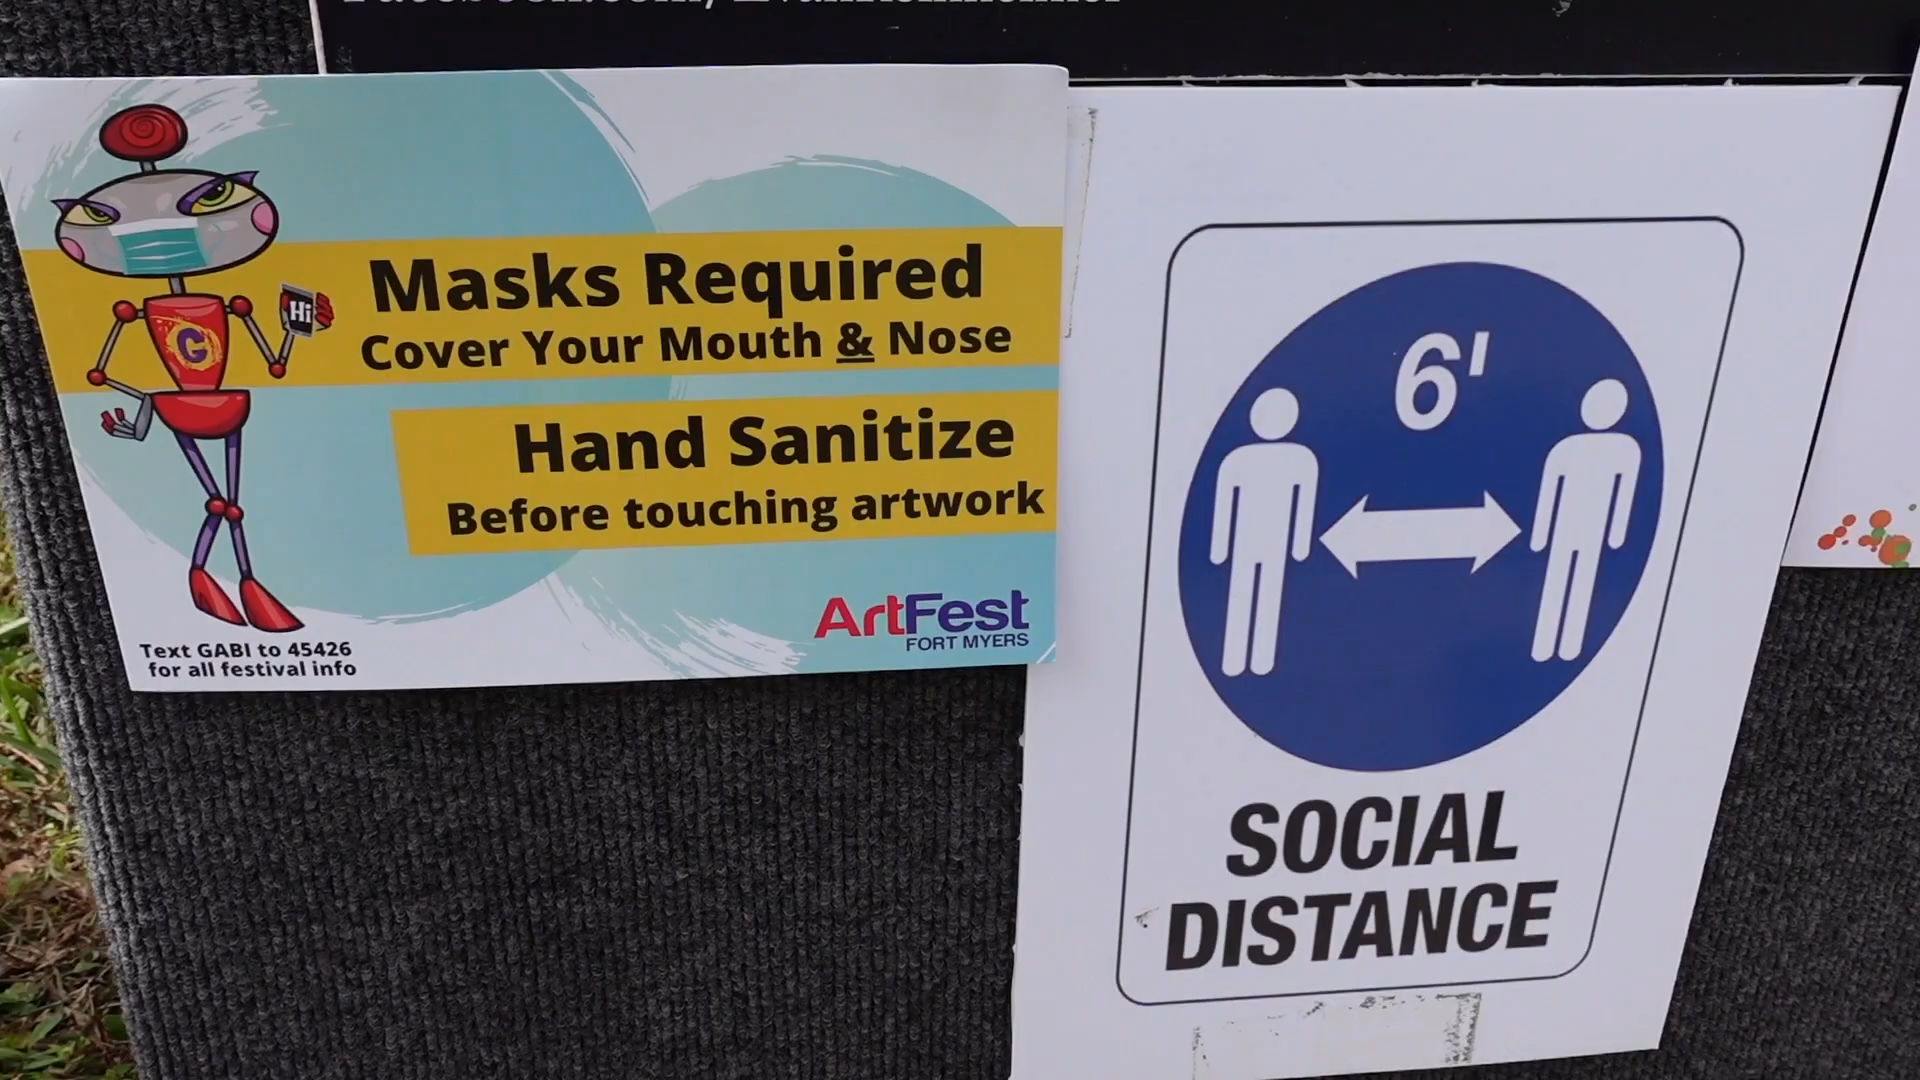 Masks Required
Cover Your Mouth & Nose
Hand Sanitize
Before touching artwork
Hi
G
ArtFest
FORT MYERS
Text GABI to 45426
for all festival info
6'
SOCIAL
DISTANCE